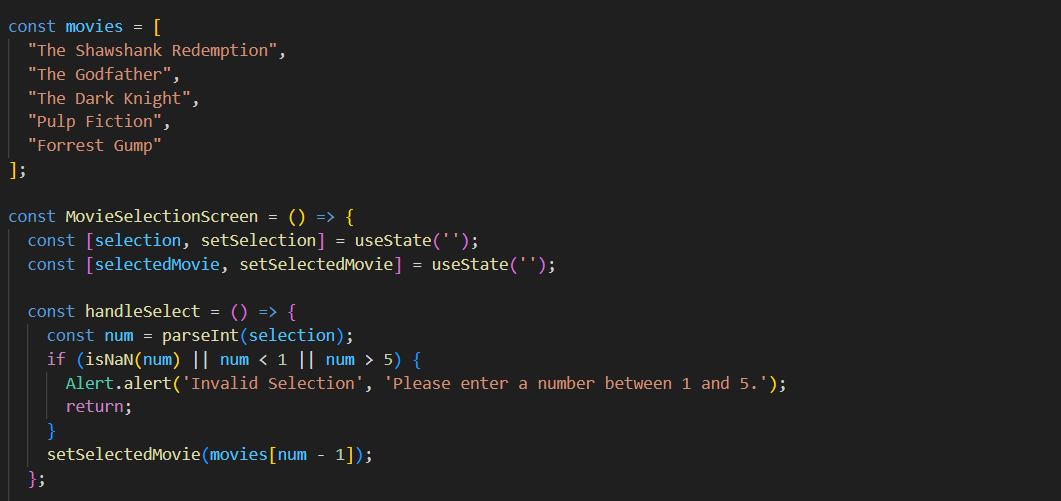 const movies = [
  "The Shawshank Redemption",
  "The Godfather",
  "The Dark Knight",
  "Pulp Fiction",
  "Forrest Gump"
];

const MovieSelectionScreen = () => {
  const [selection, setSelection] = useState('');
  const [selectedMovie, setSelectedMovie] = useState('');

  const handleSelect = () => {
    const num = parseInt(selection);
    if (isNaN(num) || num < 1 || num > 5) {
      Alert.alert('Invalid Selection', 'Please enter a number between 1 and 5.');
      return;
    }
    setSelectedMovie(movies[num - 1]);
  };